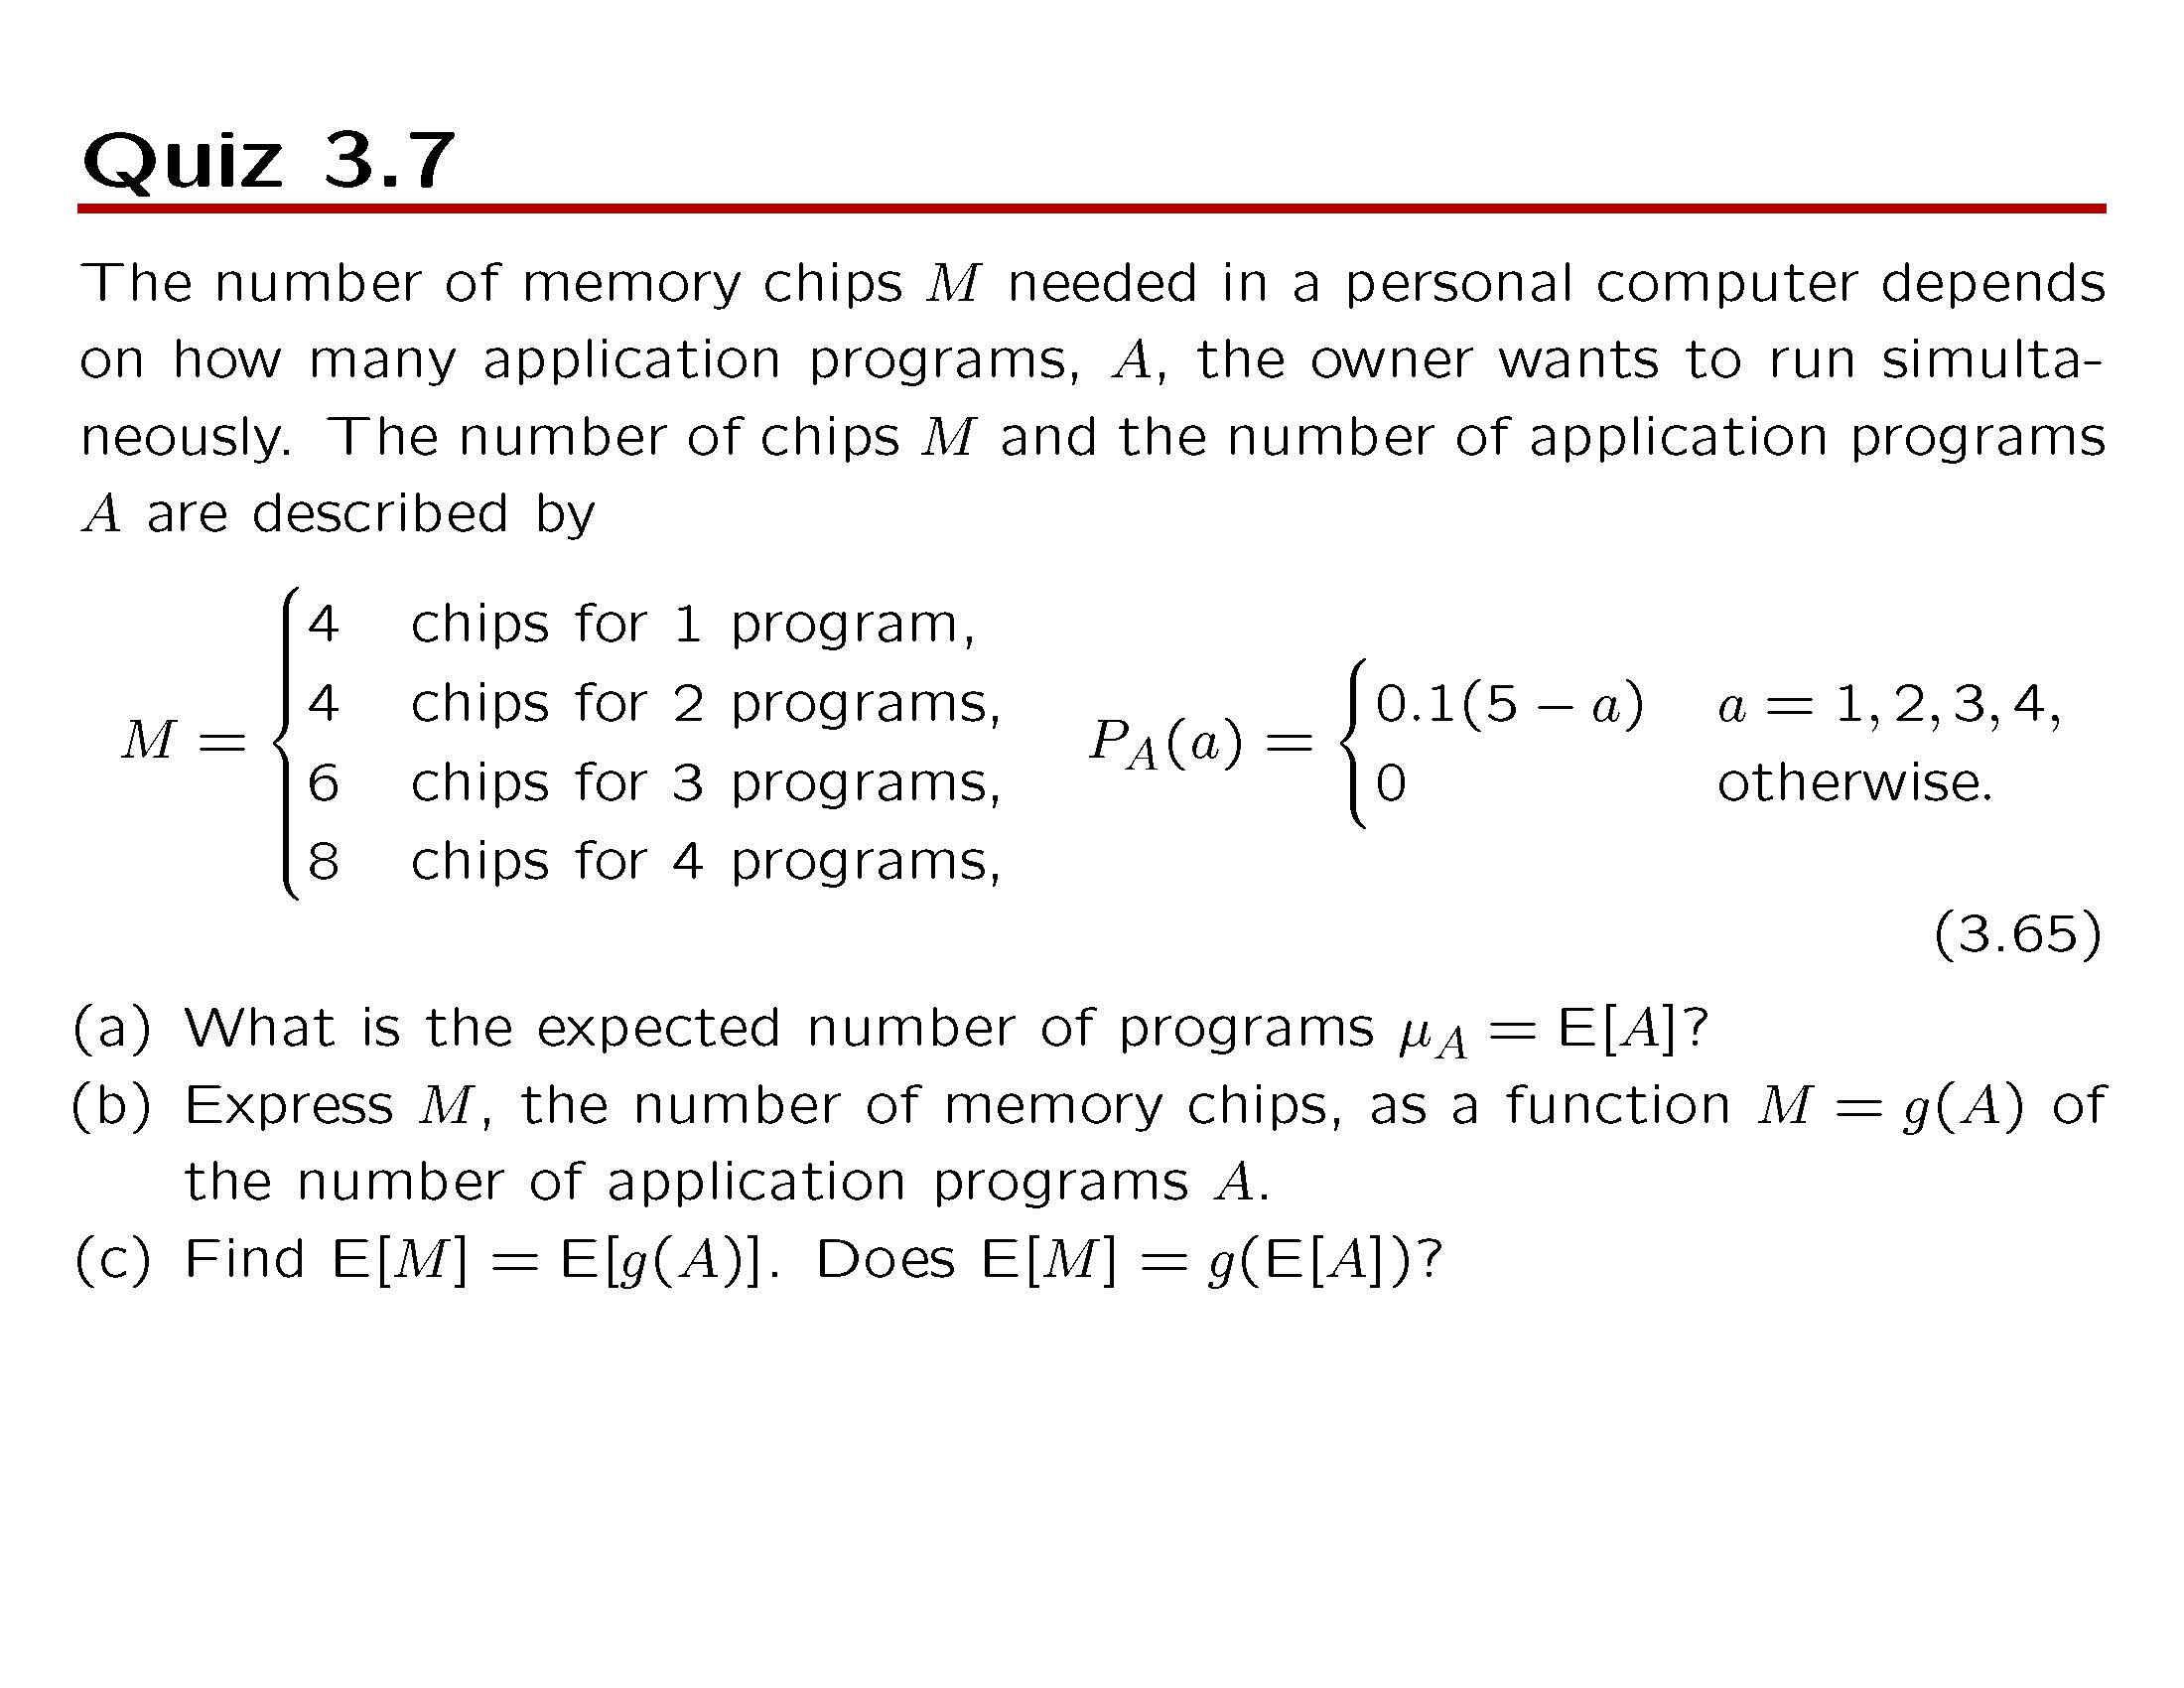 Quiz 3.7
The number of memory chips M needed in a personal computer depends
on how many application programs, A, the owner wants to run simulta-
neously. The number of chips M and the number of application programs
A are described by
M = { 4 chips for 1 program,
4 chips for 2 programs,
6 chips for 3 programs,
8 chips for 4 programs,
P_A(a) = { 0.1(5 − a) a = 1, 2, 3, 4,
0 otherwise.
(3.65)
(a) What is the expected number of programs μ_A = E[A]?
(b) Express M, the number of memory chips, as a function M = g(A) of
the number of application programs A.
(c) Find E[M] = E[g(A)]. Does E[M] = g(E[A])?